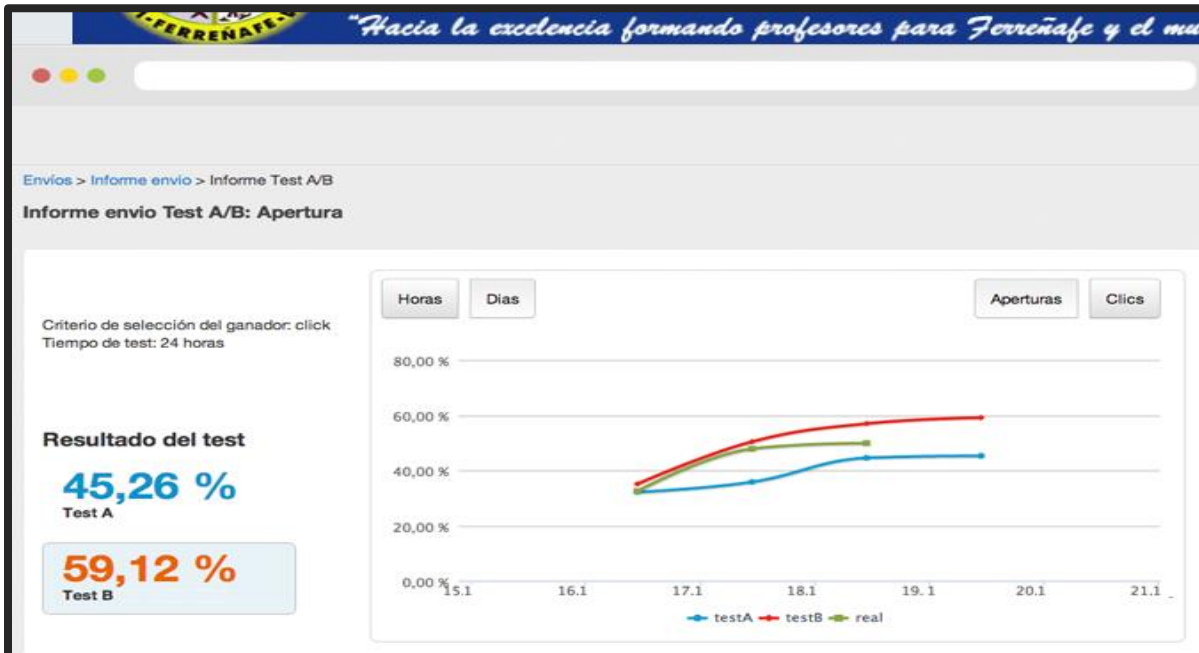 -FERREÑAFE-
"Hacia la excelencia formando profesores para Ferreñafe y el mu
Envíos > Informe envio > Informe Test A/B
Informe envio Test A/B: Apertura
Criterio de selección del ganador: click
Tiempo de test: 24 horas
Resultado del test
45,26 %
Test A
59,12 %
Test B
Horas Dias Aperturas Clics
80,00 %
60,00 %
40,00 %
20,00 %
0,00 %
15.1 16.1 17.1 18.1 19. 1 20.1 21.1
testA testB real